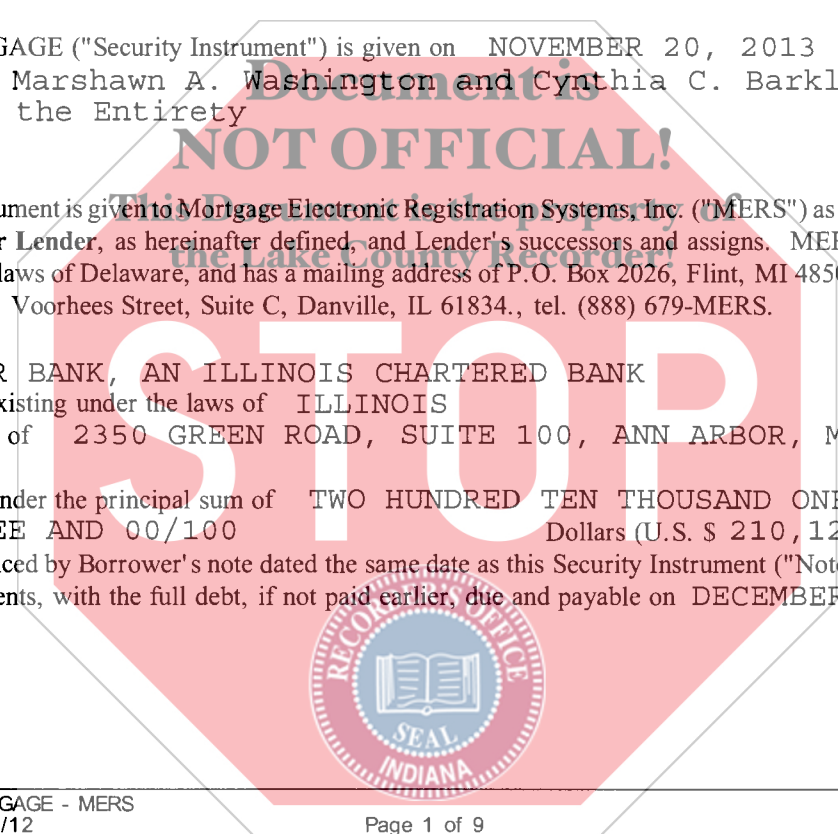 GAGE ("Security Instrument") is given on NOVEMBER 20, 2013
Marshawn A. Washington and Cynthia C. Barkl
the Entirety
Document is
NOT OFFICIAL!
This Document is the property of
the Lake County Recorder!
ument is given to Mortgage Electronic Registration Systems, Inc. ("MERS") as
r Lender, as hereinafter defined, and Lender's successors and assigns. MER
laws of Delaware, and has a mailing address of P.O. Box 2026, Flint, MI 4850
Voorhees Street, Suite C, Danville, IL 61834., tel. (888) 679-MERS.
STOP
R BANK, AN ILLINOIS CHARTERED BANK
xisting under the laws of ILLINOIS
of 2350 GREEN ROAD, SUITE 100, ANN ARBOR, M
nder the principal sum of TWO HUNDRED TEN THOUSAND ONE
EE AND 00/100 Dollars (U.S. $ 210,12
ced by Borrower's note dated the same date as this Security Instrument ("Note
ents, with the full debt, if not paid earlier, due and payable on DECEMBER
RECORDER'S OFFICE
SEAL
INDIANA
GAGE - MERS
/12 Page 1 of 9